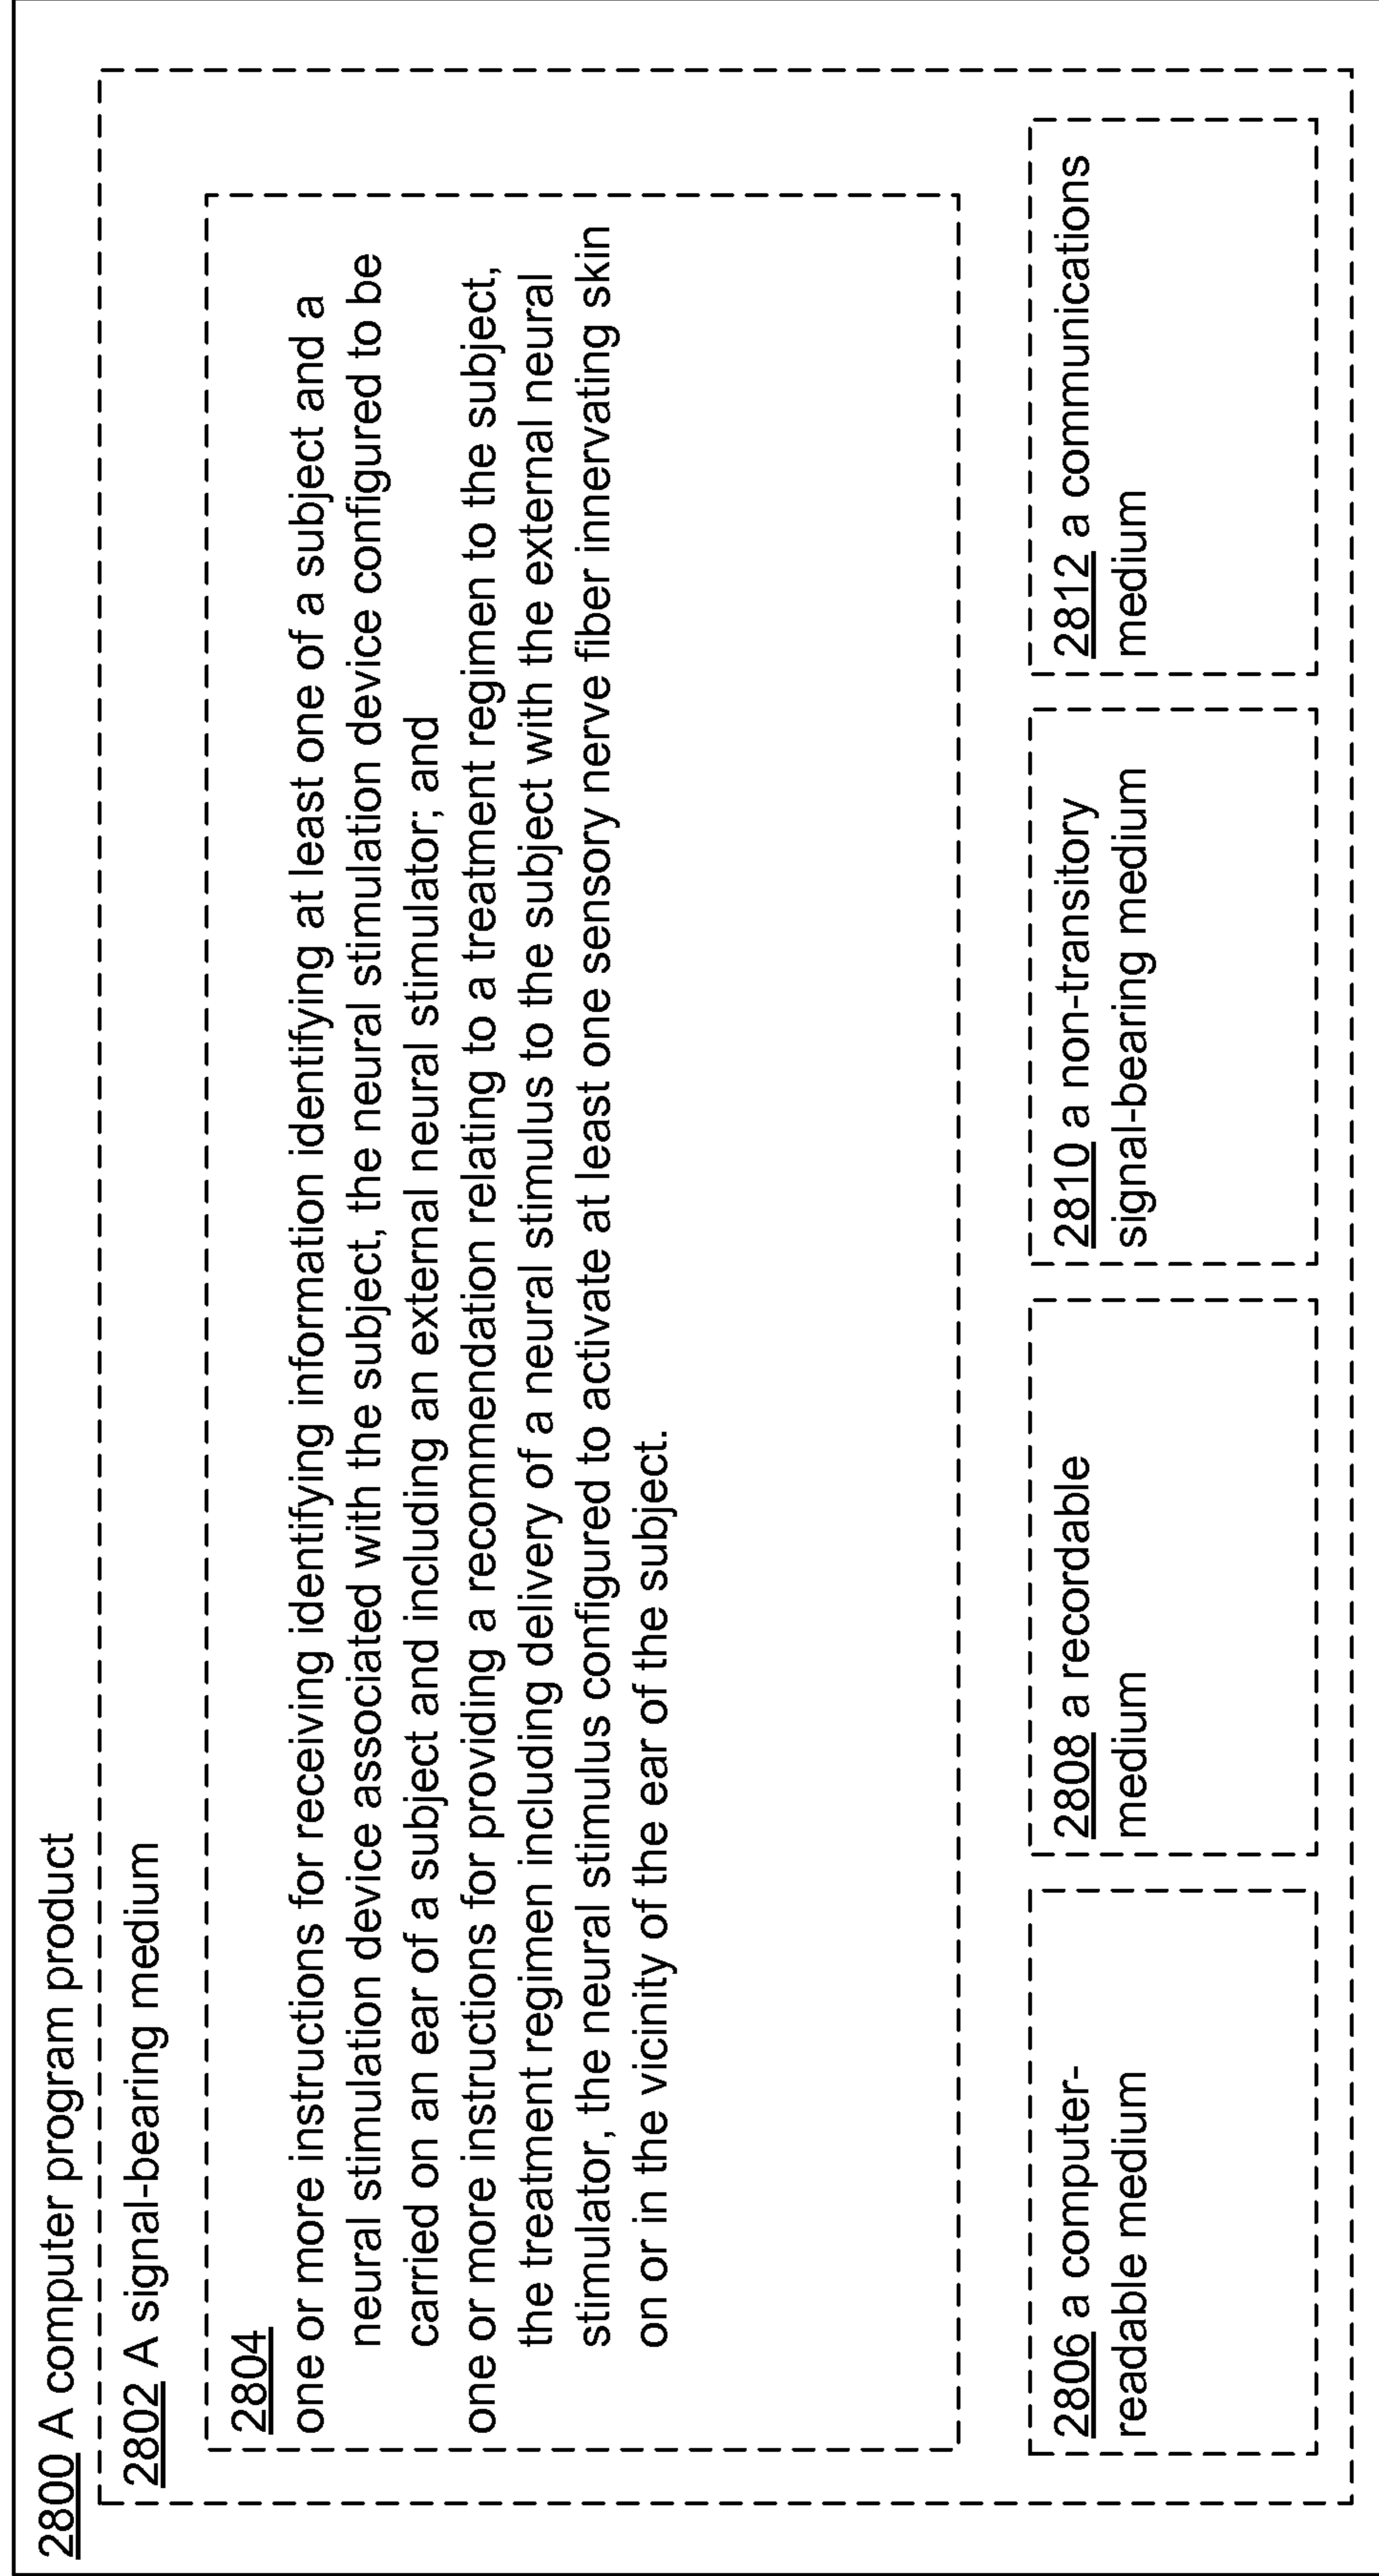 2800 A computer program product
2802 A signal-bearing medium
2804
one or more instructions for receiving identifying information identifying at least one of a subject and a
neural stimulation device associated with the subject, the neural stimulation device configured to be
carried on an ear of a subject and including an external neural stimulator; and
one or more instructions for providing a recommendation relating to a treatment regimen to the subject,
the treatment regimen including delivery of a neural stimulus to the subject with the external neural
stimulator, the neural stimulus configured to activate at least one sensory nerve fiber innervating skin
on or in the vicinity of the ear of the subject.
2806 a computer-
readable medium
2808 a recordable
medium
2810 a non-transitory
signal-bearing medium
2812 a communications
medium